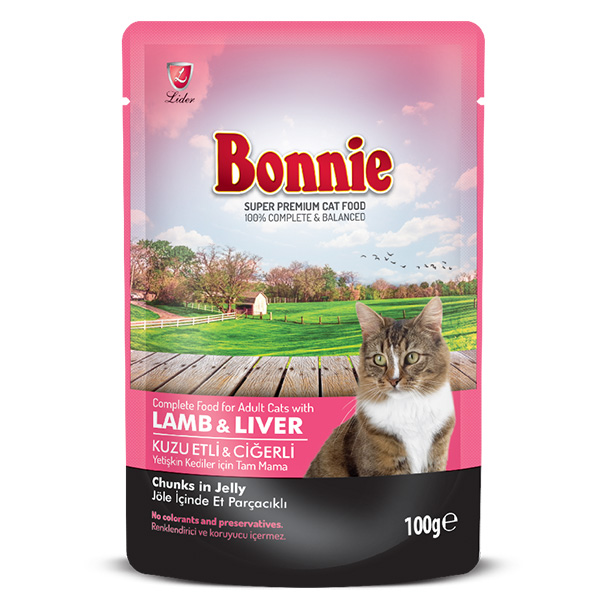 L
Lider
Bonnie
SUPER PREMIUM CAT FOOD
100% COMPLETE & BALANCED
Complete Food for Adult Cats with
LAMB & LIVER
KUZU ETLİ & CİĞERLİ
Yetişkin Kediler için Tam Mama
Chunks in Jelly
Jöle İçinde Et Parçacıklı
No colorants and preservatives.
Renklendirici ve koruyucu içermez.
100g℮